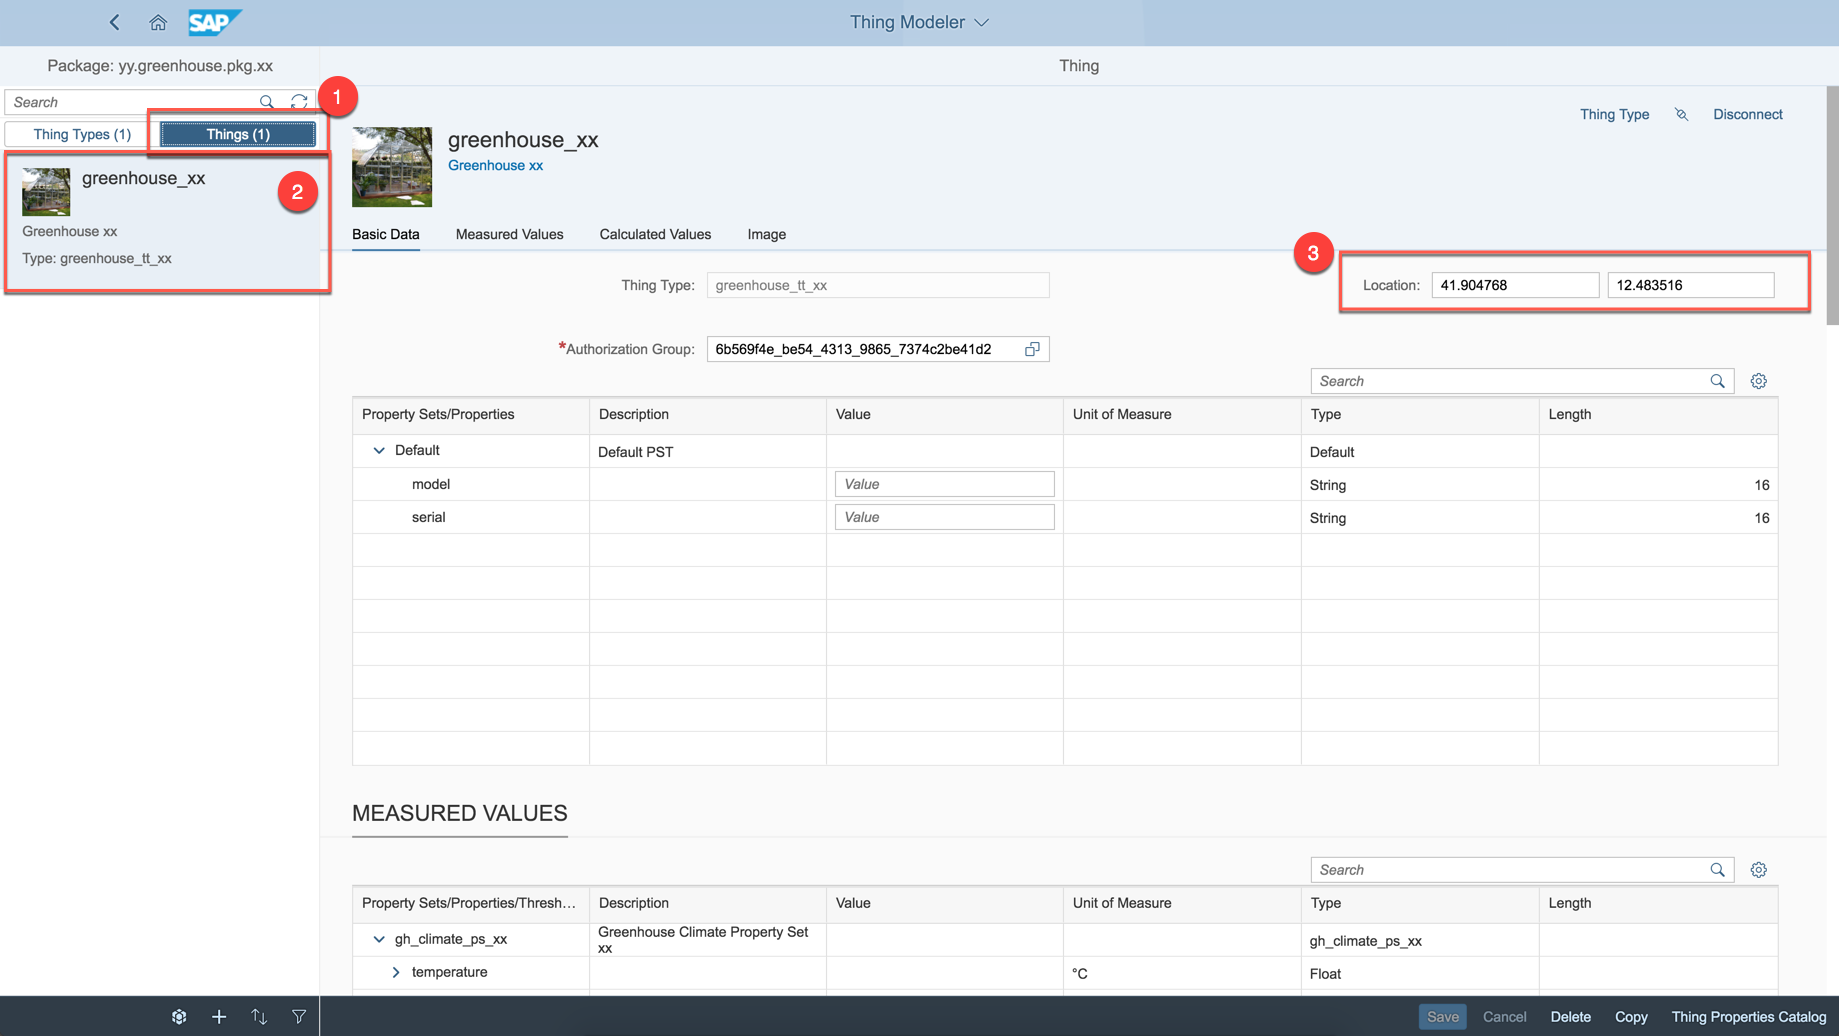 SAP
Thing Modeler
Package: yy.greenhouse.pkg.xx
Thing
Search
1
Thing Types (1)
Things (1)
greenhouse_xx
2
Greenhouse xx
Type: greenhouse_tt_xx
Thing Type
Disconnect
greenhouse_xx
Greenhouse xx
Basic Data
Measured Values
Calculated Values
Image
3
Thing Type:
greenhouse_tt_xx
Location:
41.904768
12.483516
*Authorization Group:
6b569f4e_be54_4313_9865_7374c2be41d2
Search
Property Sets/Properties
Description
Value
Unit of Measure
Type
Length
Default
Default PST
Default
model
Value
String
16
serial
Value
String
16
MEASURED VALUES
Search
Property Sets/Properties/Thresh...
Description
Value
Unit of Measure
Type
Length
gh_climate_ps_xx
Greenhouse Climate Property Set
xx
gh_climate_ps_xx
temperature
°C
Float
Save
Cancel
Delete
Copy
Thing Properties Catalog